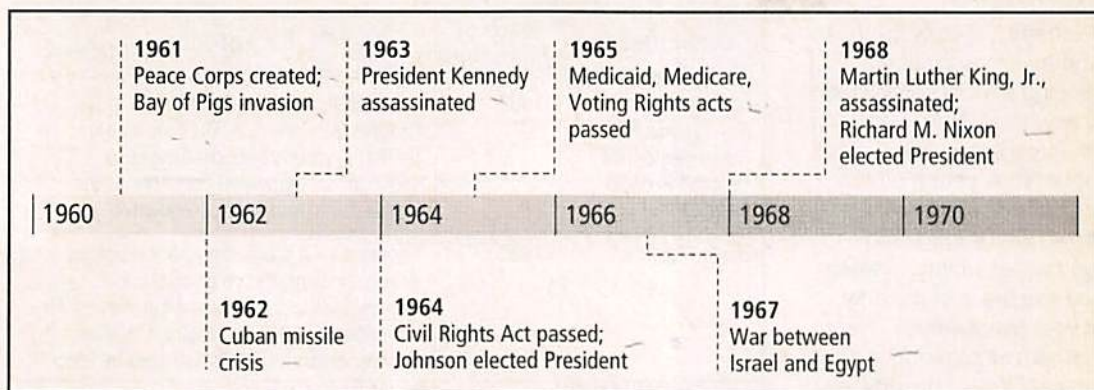 1961
Peace Corps created;
Bay of Pigs invasion
1963
President Kennedy
assassinated
1965
Medicaid, Medicare,
Voting Rights acts
passed
1968
Martin Luther King, Jr.,
assassinated;
Richard M. Nixon
elected President
1960 1962 1964 1966 1968 1970
1962
Cuban missile
crisis
1964
Civil Rights Act passed;
Johnson elected President
1967
War between
Israel and Egypt